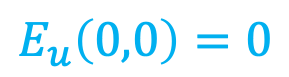 E_u(0,0) = 0